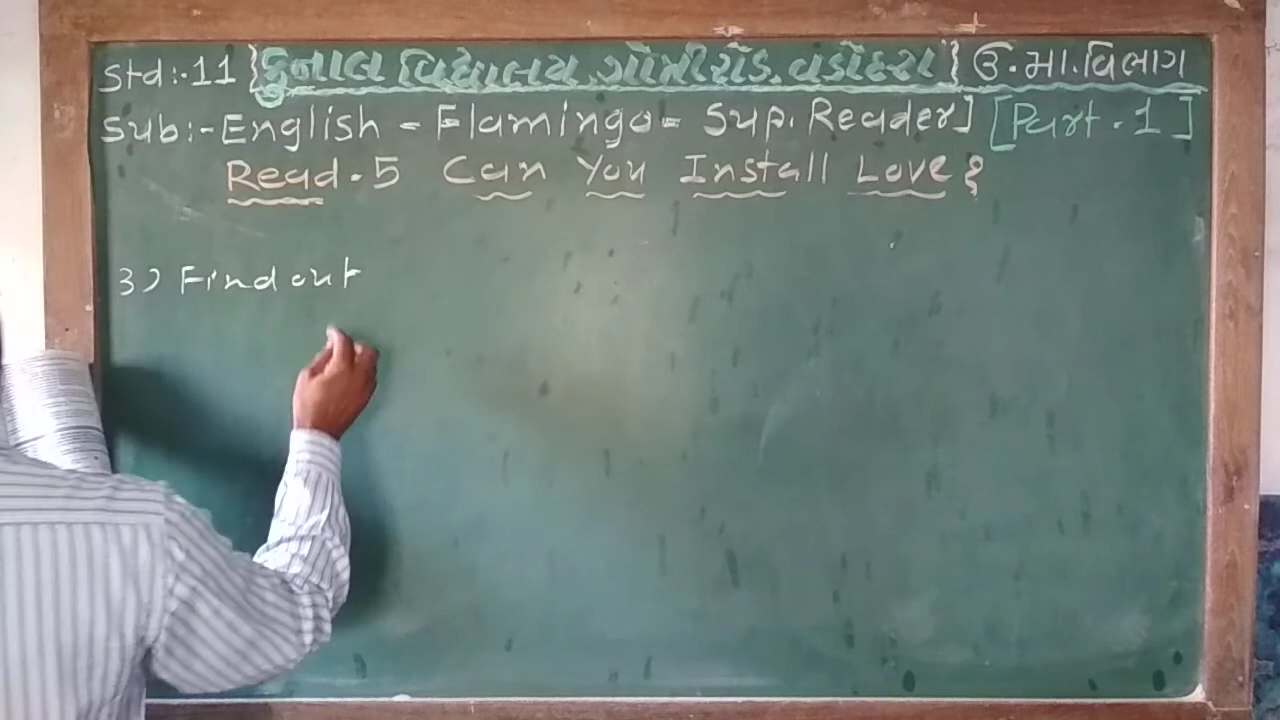 Std:-11 {કુનાલ વિદ્યાલય, ગોત્રીરોડ, વડોદરા} ઉ.મા.વિભાગ
Sub:- English - Flamingo - Sup. Reader] [Part-1]
Read-5 Can You Install Love?
3) Find out